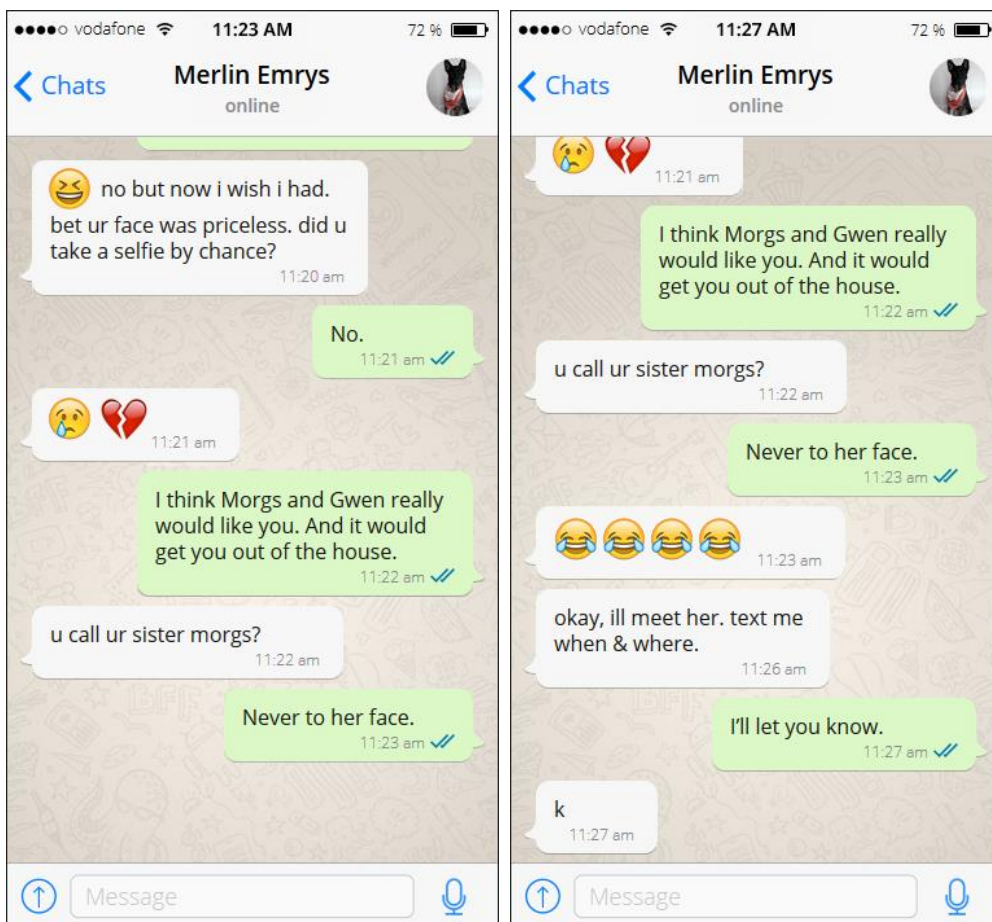 vodafone 11:23 AM 72 %
Chats Merlin Emrys
online
😆 no but now i wish i had.
bet ur face was priceless. did u
take a selfie by chance?
11:20 am
No.
11:21 am
😢 💔 11:21 am
I think Morgs and Gwen really
would like you. And it would
get you out of the house.
11:22 am
u call ur sister morgs?
11:22 am
Never to her face.
11:23 am
Message
vodafone 11:27 AM 72 %
Chats Merlin Emrys
online
😢 💔 11:21 am
I think Morgs and Gwen really
would like you. And it would
get you out of the house.
11:22 am
u call ur sister morgs?
11:22 am
Never to her face.
11:23 am
😂😂😂😂 11:23 am
okay, ill meet her. text me
when & where.
11:26 am
I'll let you know.
11:27 am
k
11:27 am
Message